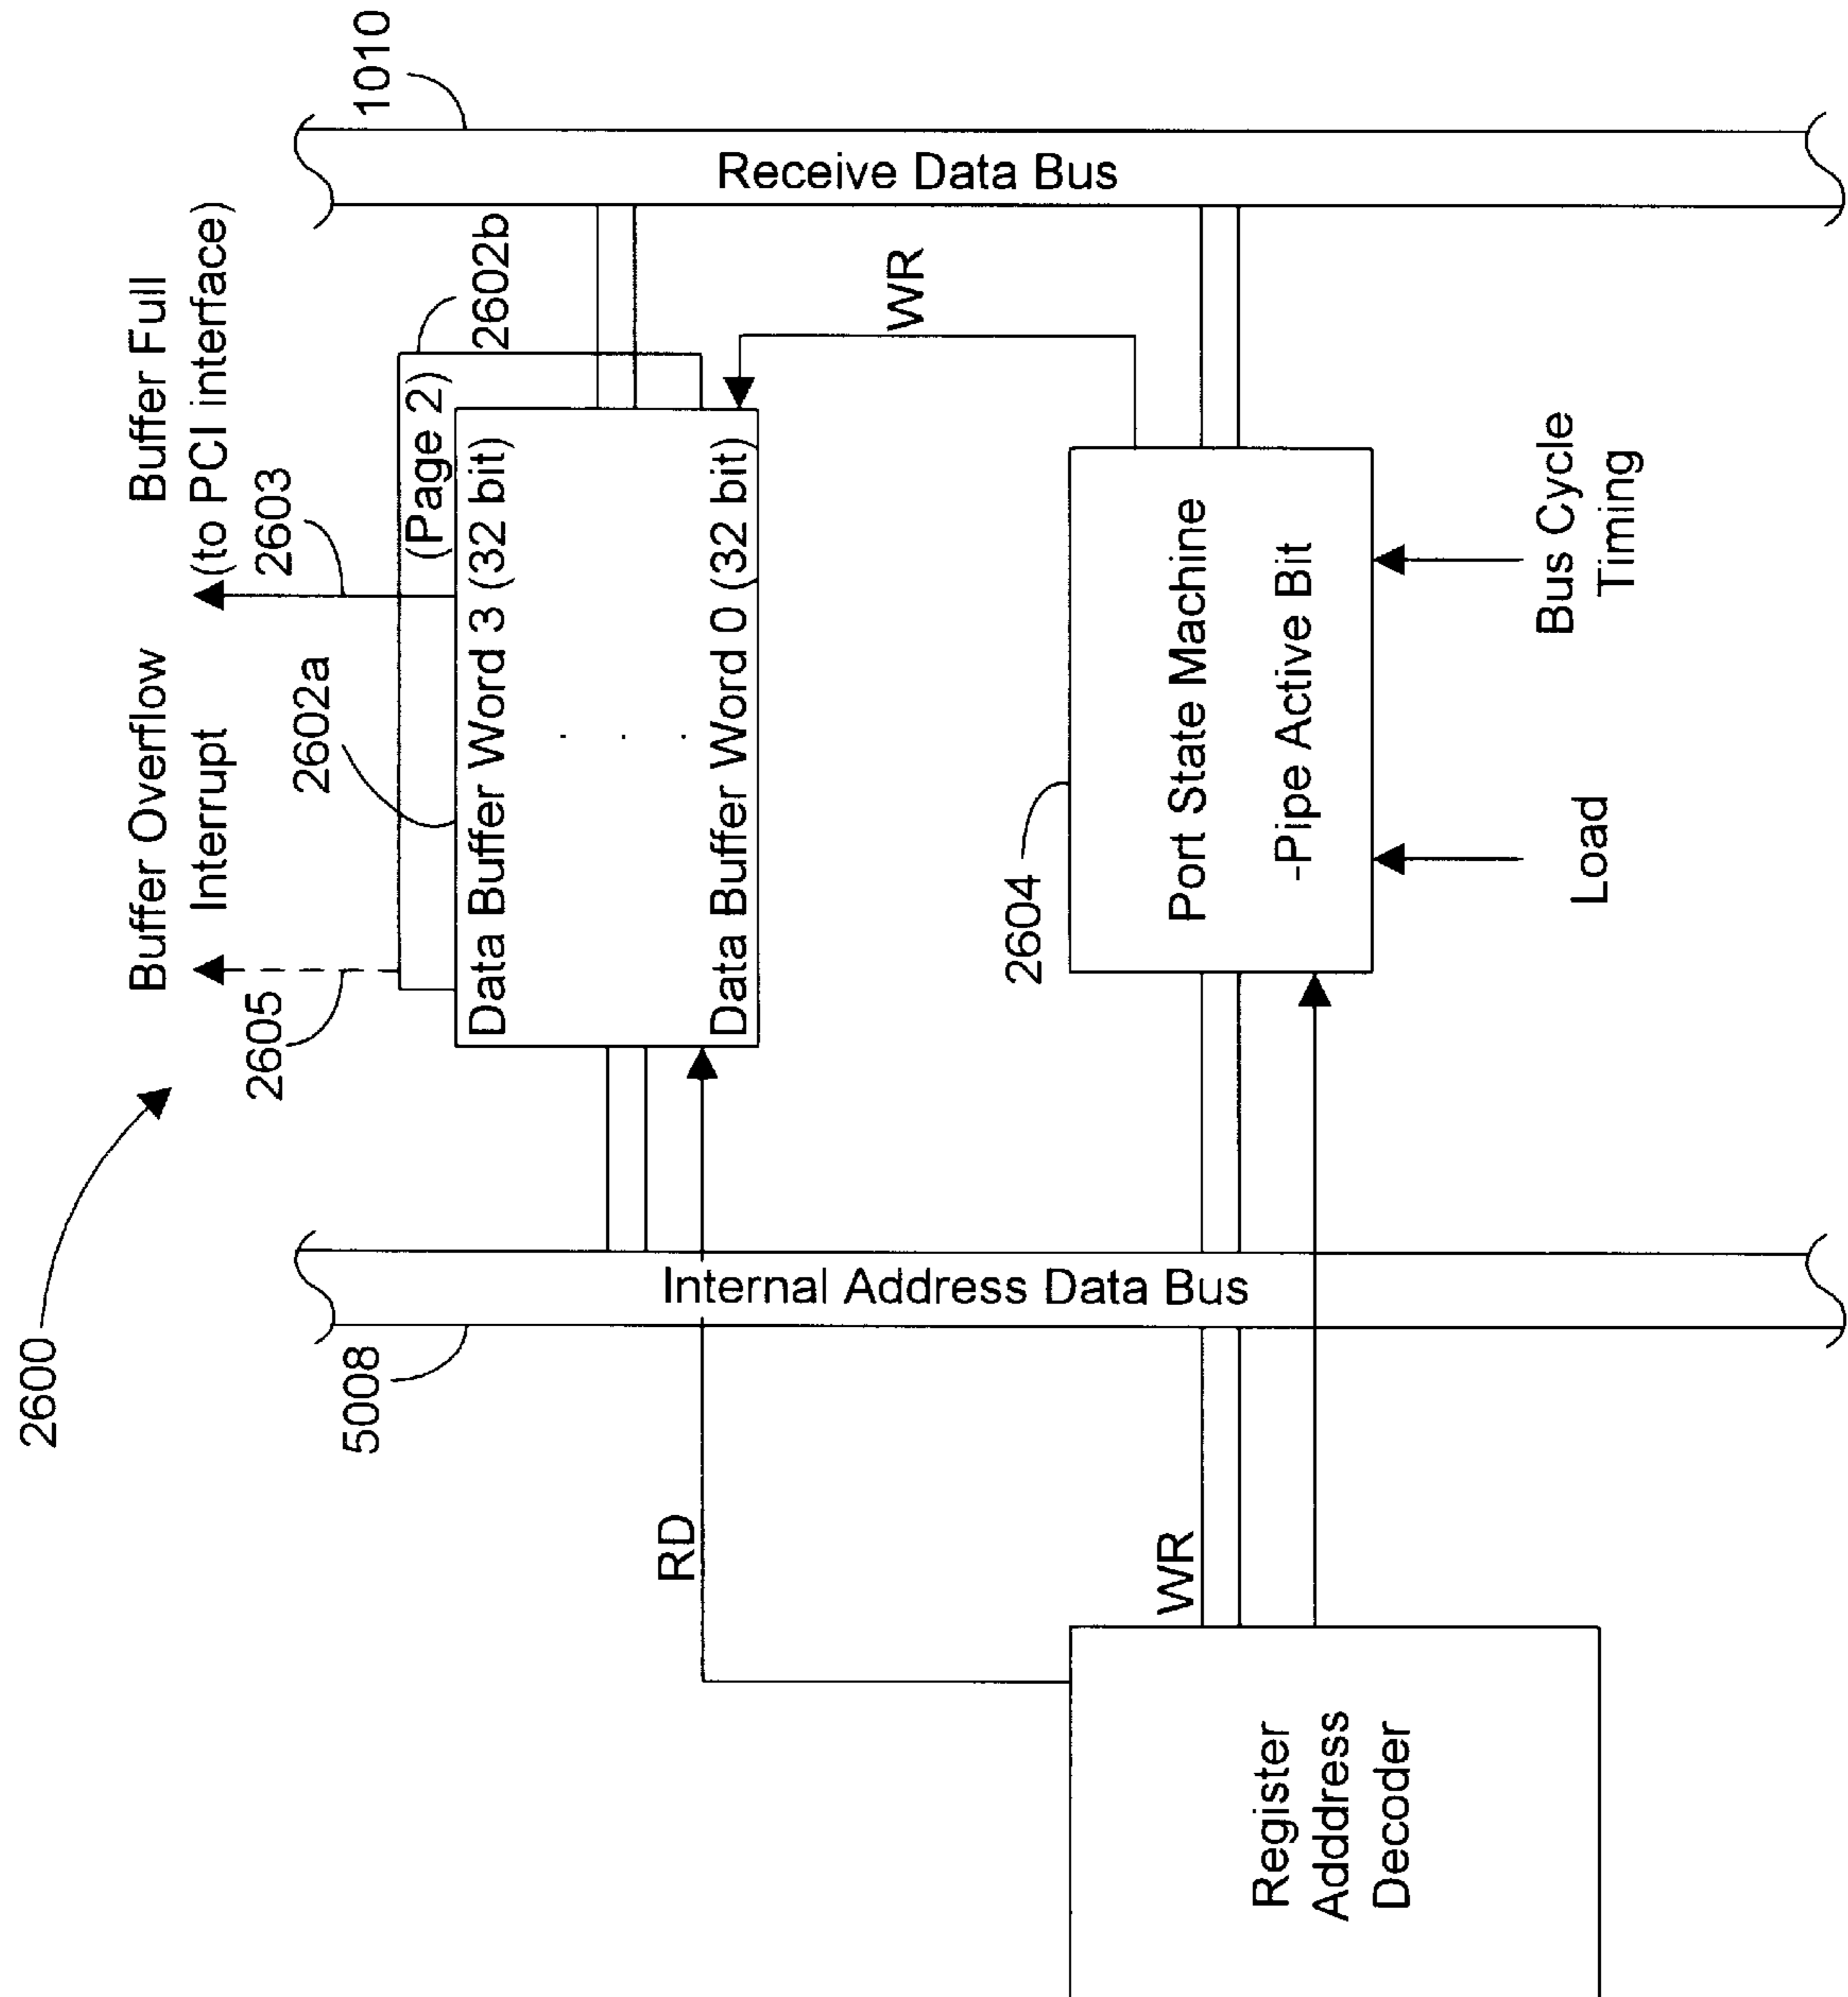 2600
Buffer Overflow
Interrupt
Buffer Full
(to PCI interface)
2605
2603
2602a
5008
1010
(Page 2)
2602b
Data Buffer Word 3 (32 bit)
. . .
Data Buffer Word 0 (32 bit)
RD
Internal Address Data Bus
Receive Data Bus
WR
2604
WR
Port State Machine
-Pipe Active Bit
Register
Adddress
Decoder
Load
Bus Cycle
Timing